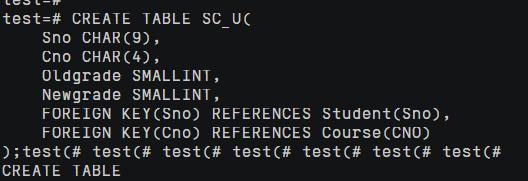 test=#
test=# CREATE TABLE SC_U(
    Sno CHAR(9),
    Cno CHAR(4),
    Oldgrade SMALLINT,
    Newgrade SMALLINT,
    FOREIGN KEY(Sno) REFERENCES Student(Sno),
    FOREIGN KEY(Cno) REFERENCES Course(CNO)
);test(# test(# test(# test(# test(# test(# test(#
CREATE TABLE